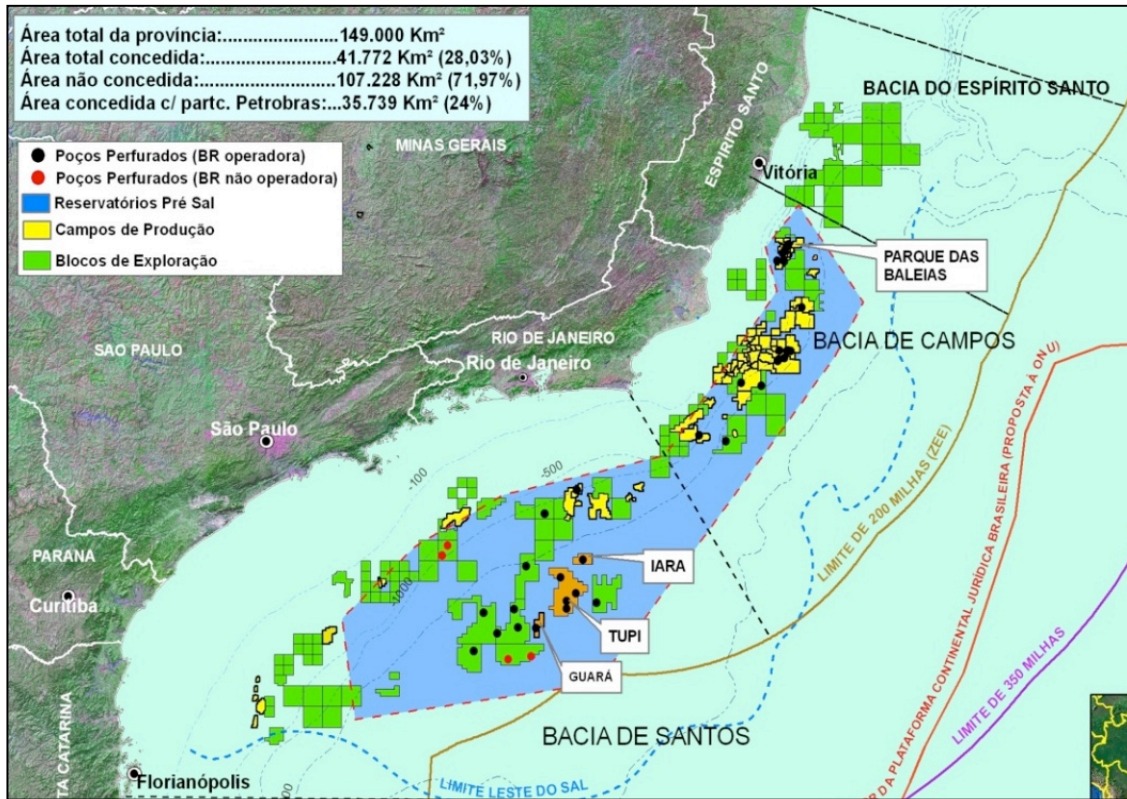 Área total da província:.......................149.000 Km²
Área total concedida:........................41.772 Km² (28,03%)
Área não concedida:.........................107.228 Km² (71,97%)
Área concedida c/ partc. Petrobras:...35.739 Km² (24%)
Poços Perfurados (BR operadora)
Poços Perfurados (BR não operadora)
Reservatórios Pré Sal
Campos de Produção
Blocos de Exploração
MINAS GERAIS
ESPIRITO SANTO
BACIA DO ESPÍRITO SANTO
Vitória
PARQUE DAS
BALEIAS
BACIA DE CAMPOS
SAO PAULO
RIO DE JANEIRO
Rio de Janeiro
São Paulo
-100
-500
-1000
PARANA
Curitiba
IARA
TUPI
GUARÁ
BACIA DE SANTOS
LIMITE DE 200 MILHAS (ZEE)
DA PLATAFORMA CONTINENTAL JURÍDICA BRASILEIRA (PROPOSTA À ONU)
LIMITE DE 350 MILHAS
LIMITE LESTE DO SAL
TA CATARINA
Florianópolis